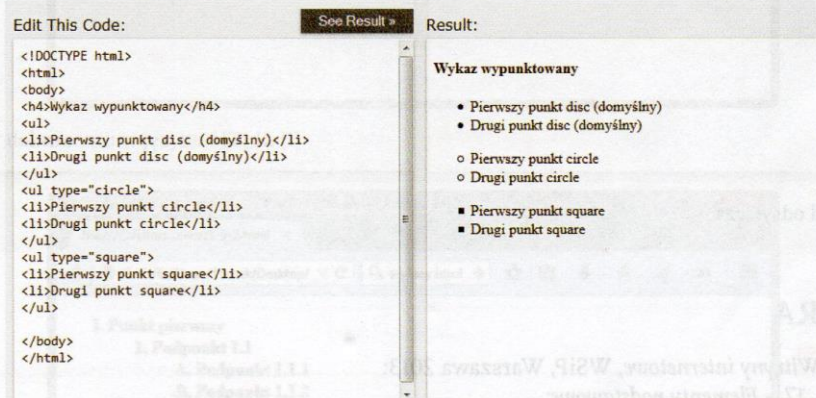 Edit This Code:
See Result »
Result:
<!DOCTYPE html>
<html>
<body>
<h4>Wykaz wypunktowany</h4>
<ul>
<li>Pierwszy punkt disc (domyślny)</li>
<li>Drugi punkt disc (domyślny)</li>
</ul>
<ul type="circle">
<li>Pierwszy punkt circle</li>
<li>Drugi punkt circle</li>
</ul>
<ul type="square">
<li>Pierwszy punkt square</li>
<li>Drugi punkt square</li>
</ul>
</body>
</html>
Wykaz wypunktowany
• Pierwszy punkt disc (domyślny)
• Drugi punkt disc (domyślny)
○ Pierwszy punkt circle
○ Drugi punkt circle
■ Pierwszy punkt square
■ Drugi punkt square